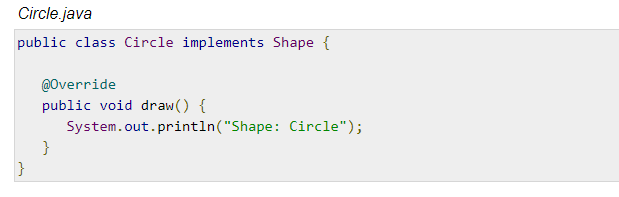 Circle.java
public class Circle implements Shape {
@Override
public void draw() {
System.out.println("Shape: Circle");
}
}